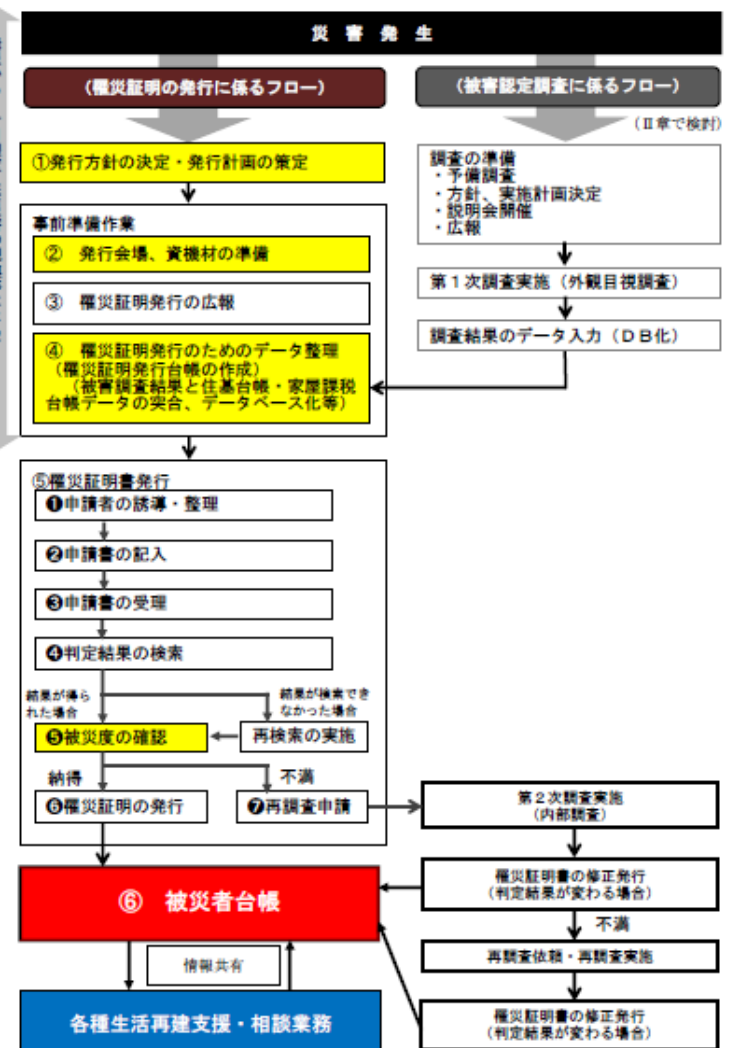 災害発生
(罹災証明の発行に係るフロー)
(被害認定調査に係るフロー)
(Ⅱ章で検討)
①発行方針の決定・発行計画の策定
調査の準備
・予備調査
・方針、実施計画決定
・説明会開催
・広報
事前準備作業
② 発行会場、資機材の準備
③ 罹災証明発行の広報
④ 罹災証明発行のためのデータ整理
(罹災証明発行台帳の作成)
(被害調査結果と住基台帳・家屋課税
台帳データの突合、データベース化等)
第1次調査実施(外観目視調査)
調査結果のデータ入力(DB化)
⑤罹災証明書発行
❶申請者の誘導・整理
❷申請書の記入
❸申請書の受理
❹判定結果の検索
結果が得ら
れた場合
結果が検索でき
なかった場合
❺被災度の確認
再検索の実施
納得
不満
❻罹災証明の発行
❼再調査申請
第2次調査実施
(内部調査)
罹災証明書の修正発行
(判定結果が変わる場合)
不満
再調査依頼・再調査実施
罹災証明書の修正発行
(判定結果が変わる場合)
⑥ 被災者台帳
情報共有
各種生活再建支援・相談業務